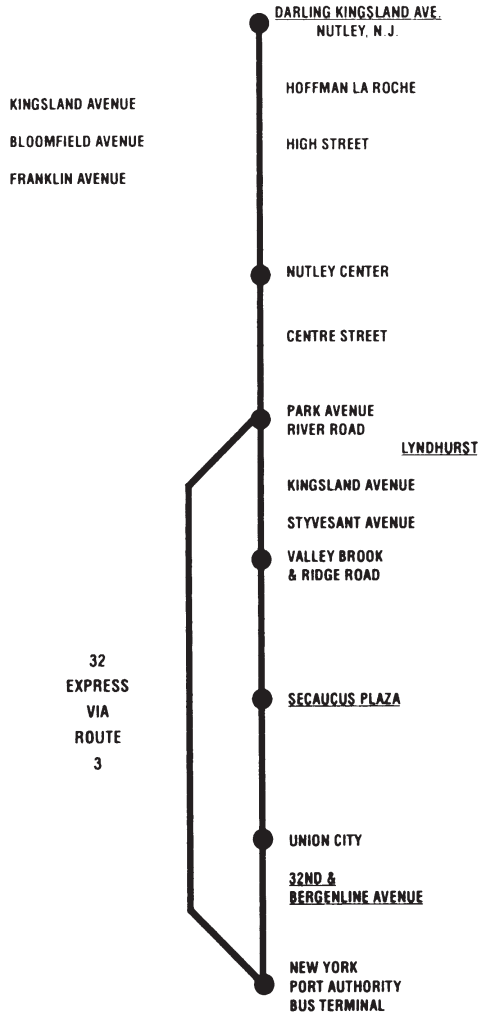 DARLING KINGSLAND AVE.
NUTLEY, N.J.
HOFFMAN LA ROCHE
KINGSLAND AVENUE
BLOOMFIELD AVENUE
HIGH STREET
FRANKLIN AVENUE
NUTLEY CENTER
CENTRE STREET
PARK AVENUE
RIVER ROAD
LYNDHURST
KINGSLAND AVENUE
STYVESANT AVENUE
VALLEY BROOK
& RIDGE ROAD
32
EXPRESS
VIA
ROUTE
3
SECAUCUS PLAZA
UNION CITY
32ND &
BERGENLINE AVENUE
NEW YORK
PORT AUTHORITY
BUS TERMINAL